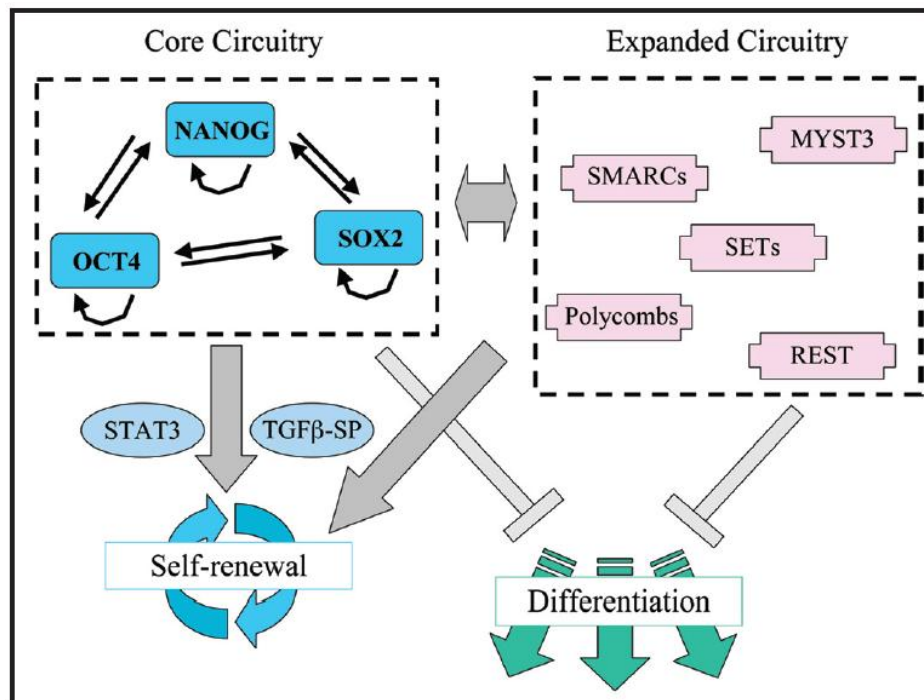 Core Circuitry
Expanded Circuitry
NANOG
OCT4
SOX2
MYST3
SMARCs
SETs
Polycombs
REST
STAT3
TGFβ-SP
Self-renewal
Differentiation